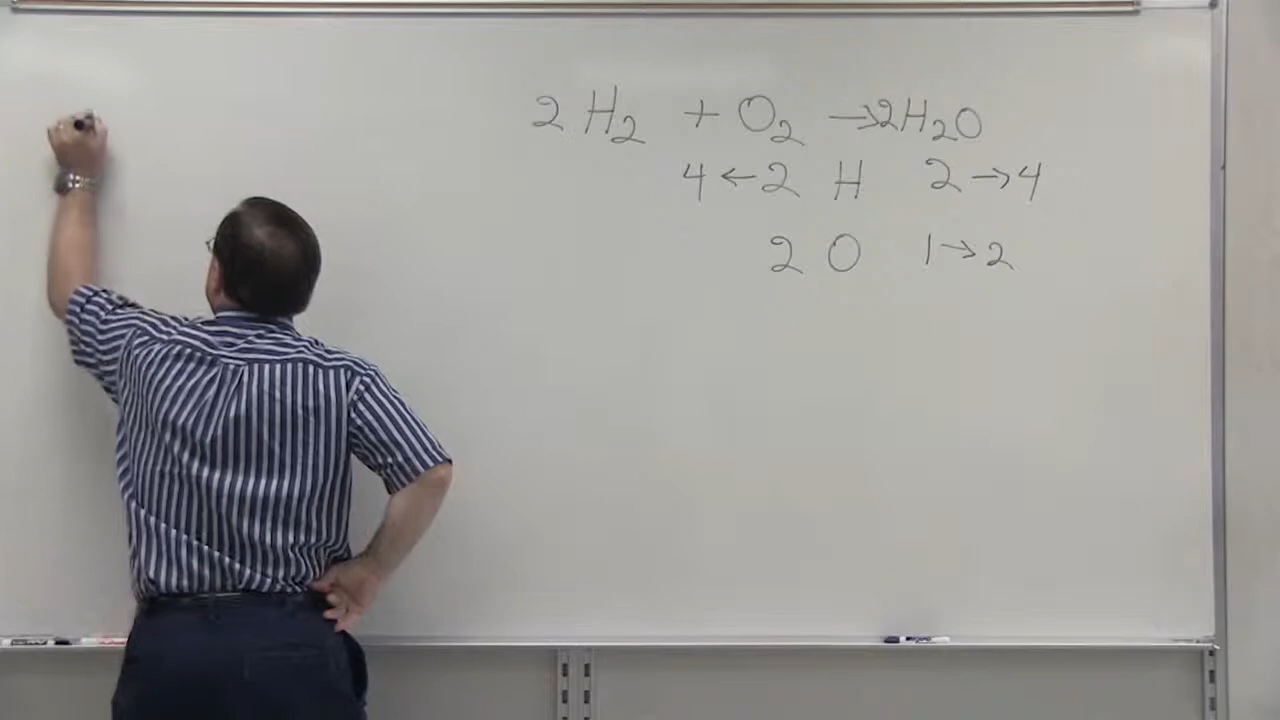 2 H₂ + O₂ →2H₂O
4 ← 2 H 2 → 4
2 O 1 → 2